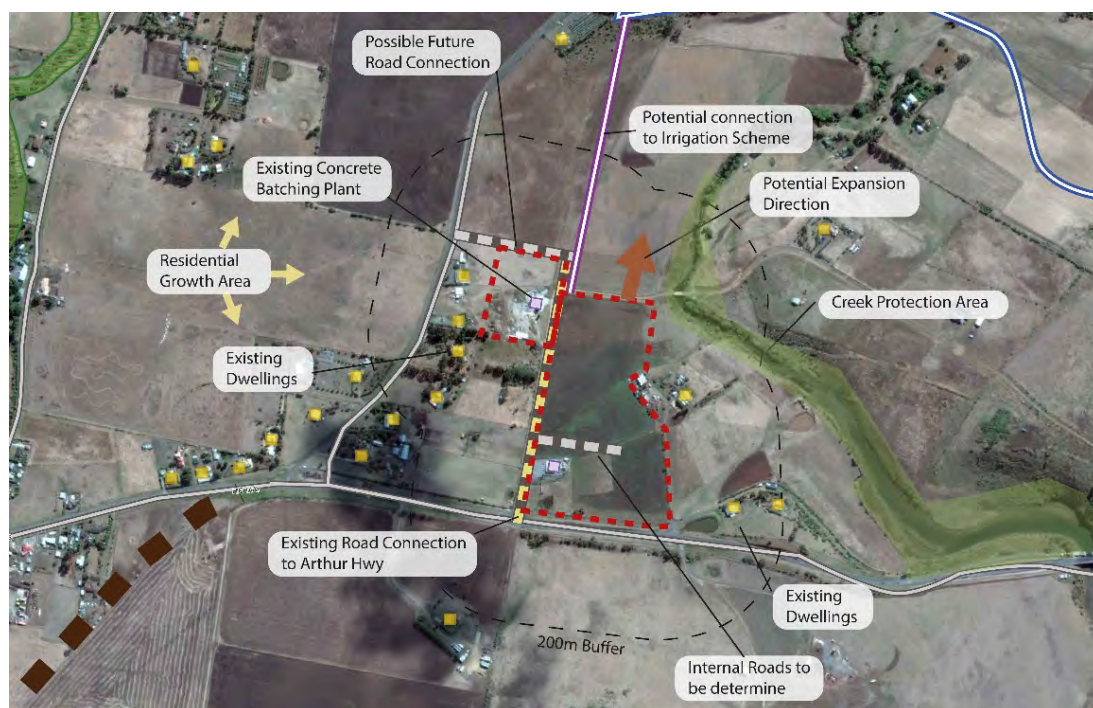 Possible Future
Road Connection
Potential connection
to Irrigation Scheme
Existing Concrete
Batching Plant
Potential Expansion
Direction
Residential
Growth Area
Creek Protection Area
Existing
Dwellings
Existing Road Connection
to Arthur Hwy
Existing
Dwellings
200m Buffer
Internal Roads to
be determine